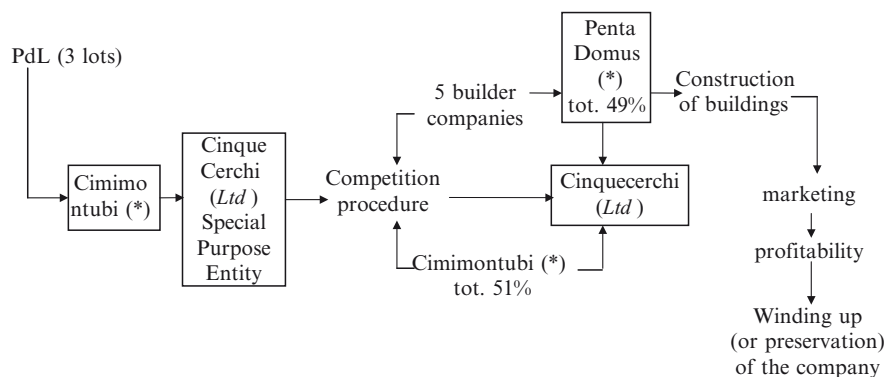 PdL (3 lots)
Cimimo
ntubi (*)
Cinque
Cerchi
(Ltd )
Special
Purpose
Entity
Competition
procedure
5 builder
companies
Cimimontubi (*)
tot. 51%
Penta
Domus
(*)
tot. 49%
Cinquecerchi
(Ltd )
Construction
of buildings
marketing
profitability
Winding up
(or preservation)
of the company